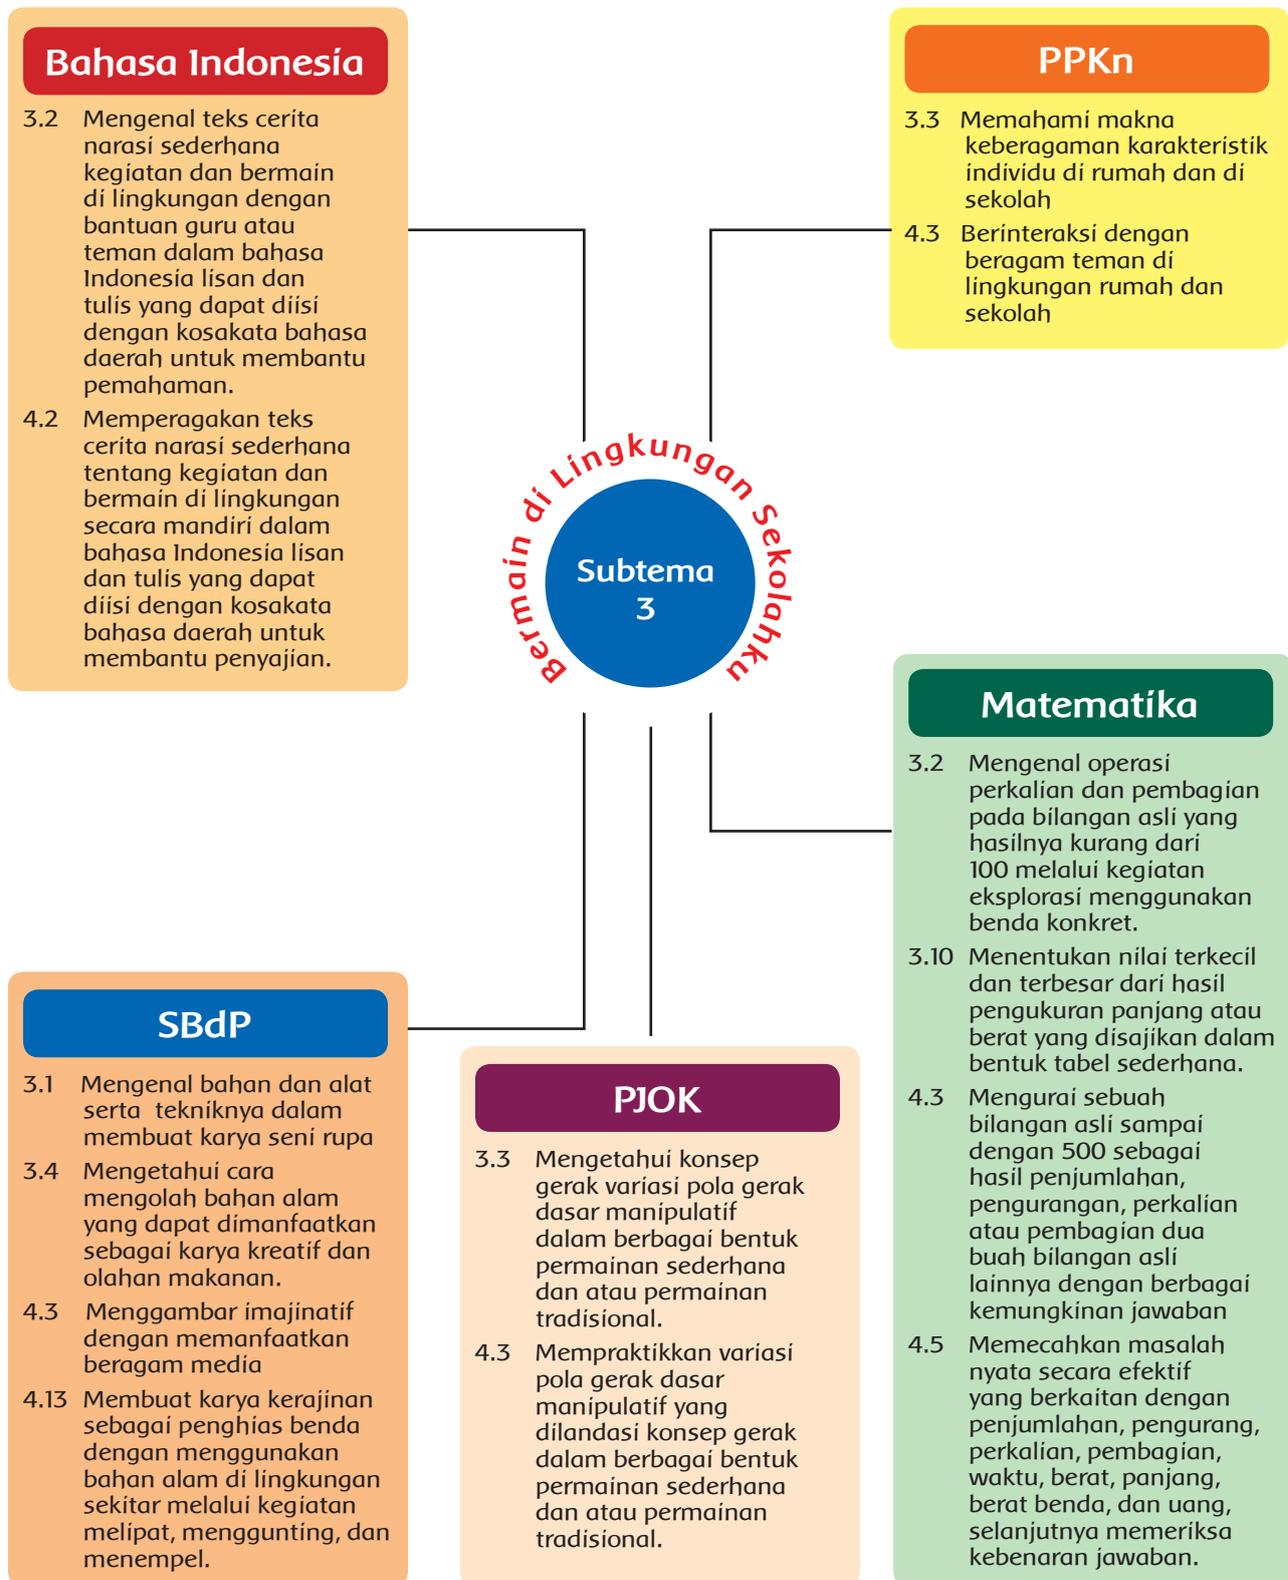 Bahasa Indonesia
3.2 Mengenal teks cerita
narasi sederhana
kegiatan dan bermain
di lingkungan dengan
bantuan guru atau
teman dalam bahasa
Indonesia lisan dan
tulis yang dapat diisi
dengan kosakata bahasa
daerah untuk membantu
pemahaman.
4.2 Memperagakan teks
cerita narasi sederhana
tentang kegiatan dan
bermain di lingkungan
secara mandiri dalam
bahasa Indonesia lisan
dan tulis yang dapat
diisi dengan kosakata
bahasa daerah untuk
membantu penyajian.
PPKn
3.3 Memahami makna
keberagaman karakteristik
individu di rumah dan di
sekolah
4.3 Berinteraksi dengan
beragam teman di
lingkungan rumah dan
sekolah
Bermain di Lingkungan Sekolahku
Subtema
3
Matematika
3.2 Mengenal operasi
perkalian dan pembagian
pada bilangan asli yang
hasilnya kurang dari
100 melalui kegiatan
eksplorasi menggunakan
benda konkret.
3.10 Menentukan nilai terkecil
dan terbesar dari hasil
pengukuran panjang atau
berat yang disajikan dalam
bentuk tabel sederhana.
4.3 Mengurai sebuah
bilangan asli sampai
dengan 500 sebagai
hasil penjumlahan,
pengurangan, perkalian
atau pembagian dua
buah bilangan asli
lainnya dengan berbagai
kemungkinan jawaban
4.5 Memecahkan masalah
nyata secara efektif
yang berkaitan dengan
penjumlahan, pengurang,
perkalian, pembagian,
waktu, berat, panjang,
berat benda, dan uang,
selanjutnya memeriksa
kebenaran jawaban.
SBdP
3.1 Mengenal bahan dan alat
serta tekniknya dalam
membuat karya seni rupa
3.4 Mengetahui cara
mengolah bahan alam
yang dapat dimanfaatkan
sebagai karya kreatif dan
olahan makanan.
4.3 Menggambar imajinatif
dengan memanfaatkan
beragam media
4.13 Membuat karya kerajinan
sebagai penghias benda
dengan menggunakan
bahan alam di lingkungan
sekitar melalui kegiatan
melipat, menggunting, dan
menempel.
PJOK
3.3 Mengetahui konsep
gerak variasi pola gerak
dasar manipulatif
dalam berbagai bentuk
permainan sederhana
dan atau permainan
tradisional.
4.3 Mempraktikkan variasi
pola gerak dasar
manipulatif yang
dilandasi konsep gerak
dalam berbagai bentuk
permainan sederhana
dan atau permainan
tradisional.